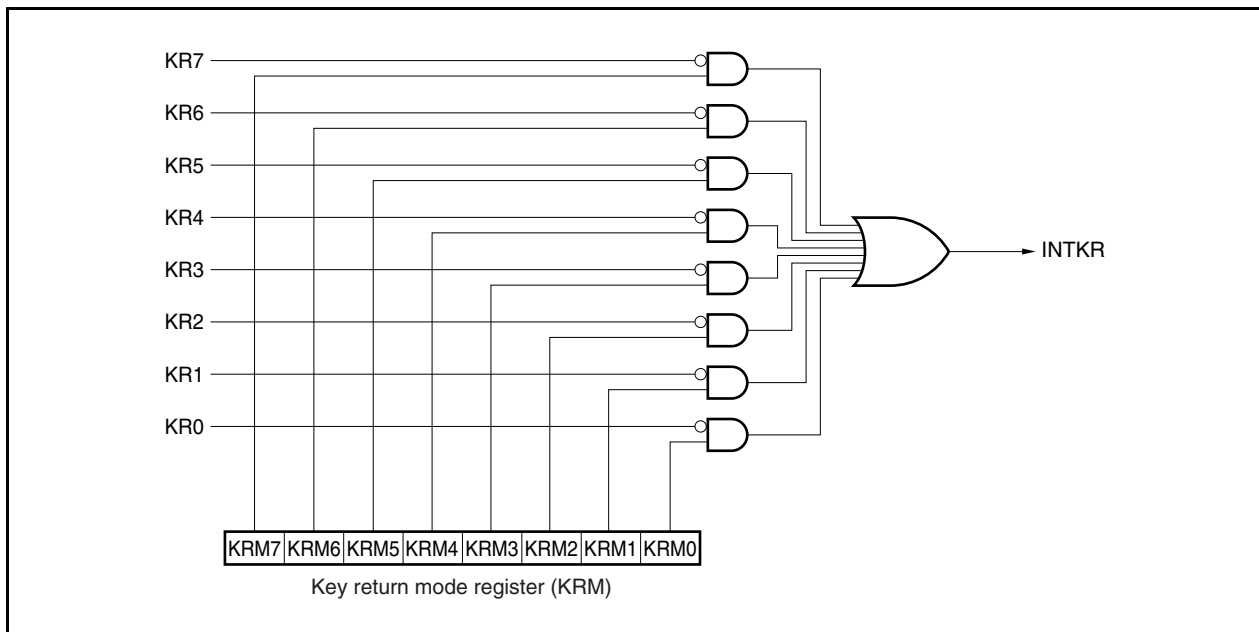 KR7
KR6
KR5
KR4
KR3
KR2
KR1
KR0
INTKR
KRM7 KRM6 KRM5 KRM4 KRM3 KRM2 KRM1 KRM0
Key return mode register (KRM)